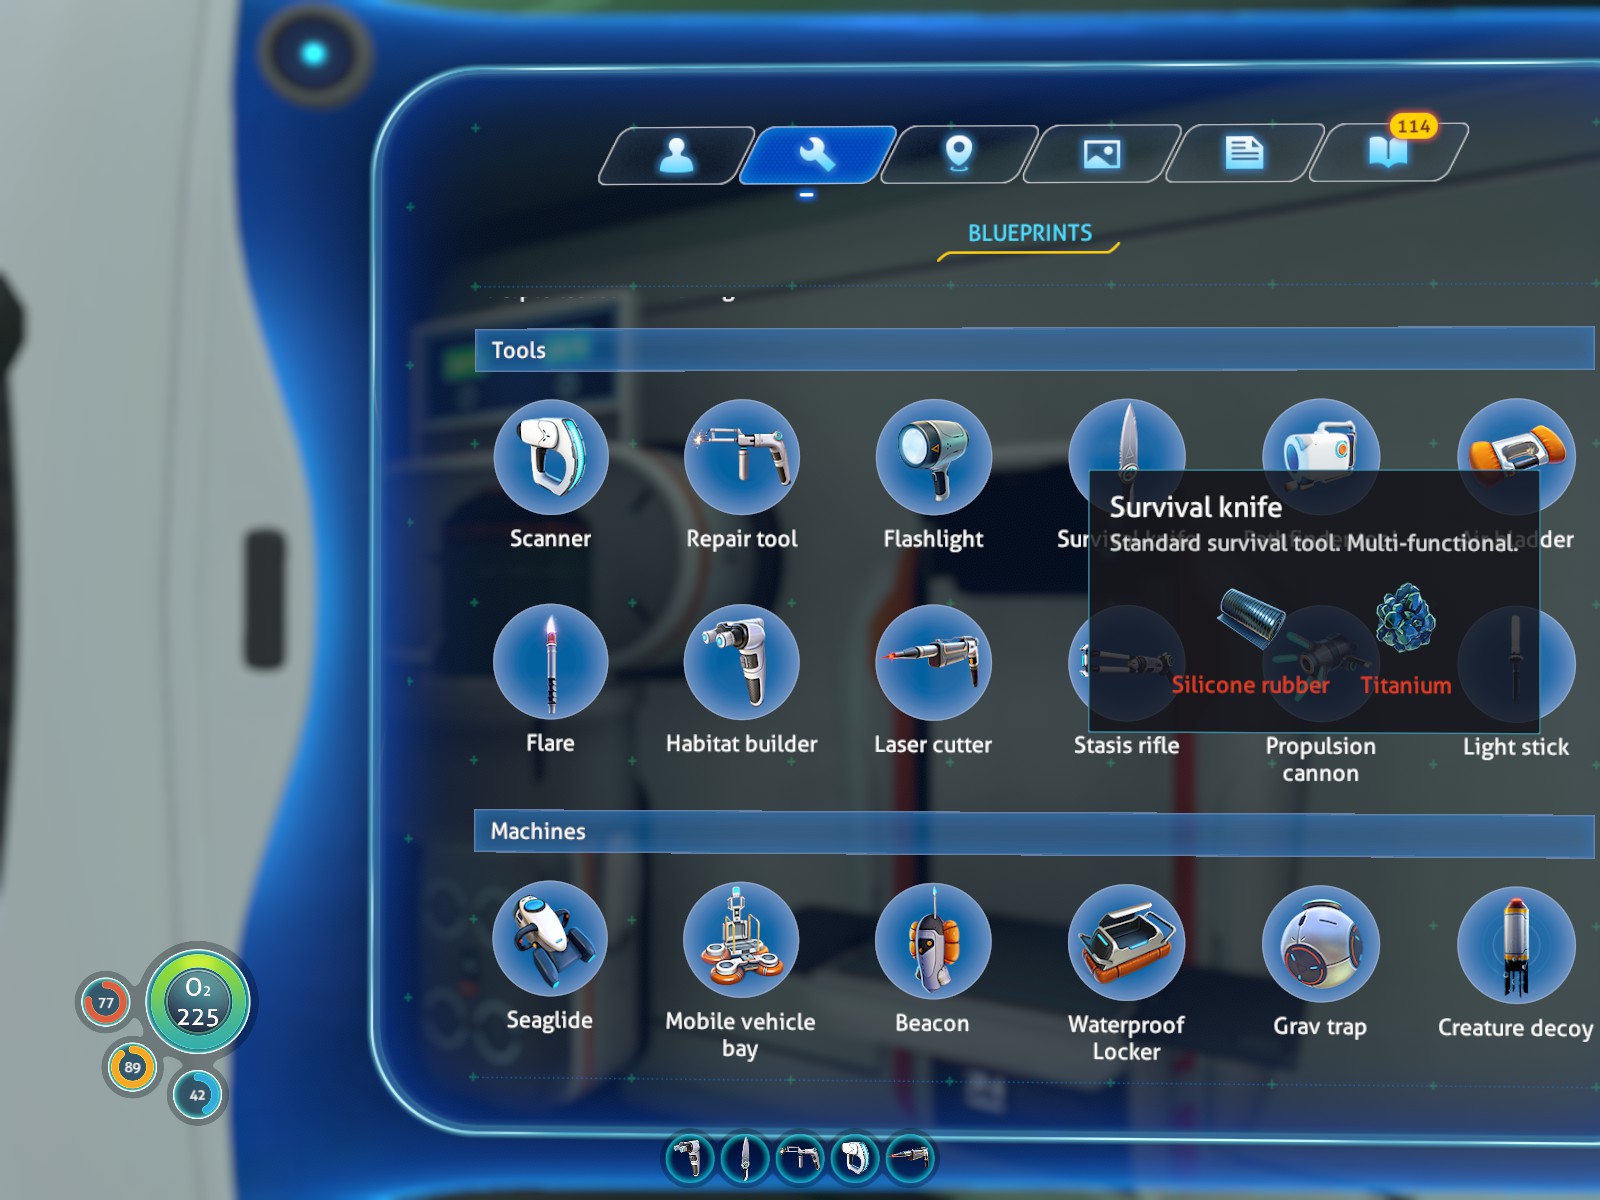 114
BLUEPRINTS
Tools
Scanner
Repair tool
Flashlight
Survival knife
Standard survival tool. Multi-functional.
Silicone rubber
Titanium
Flare
Habitat builder
Laser cutter
Stasis rifle
Propulsion
cannon
Light stick
Machines
Seaglide
Mobile vehicle
bay
Beacon
Waterproof
Locker
Grav trap
Creature decoy
77
O₂
225
89
42